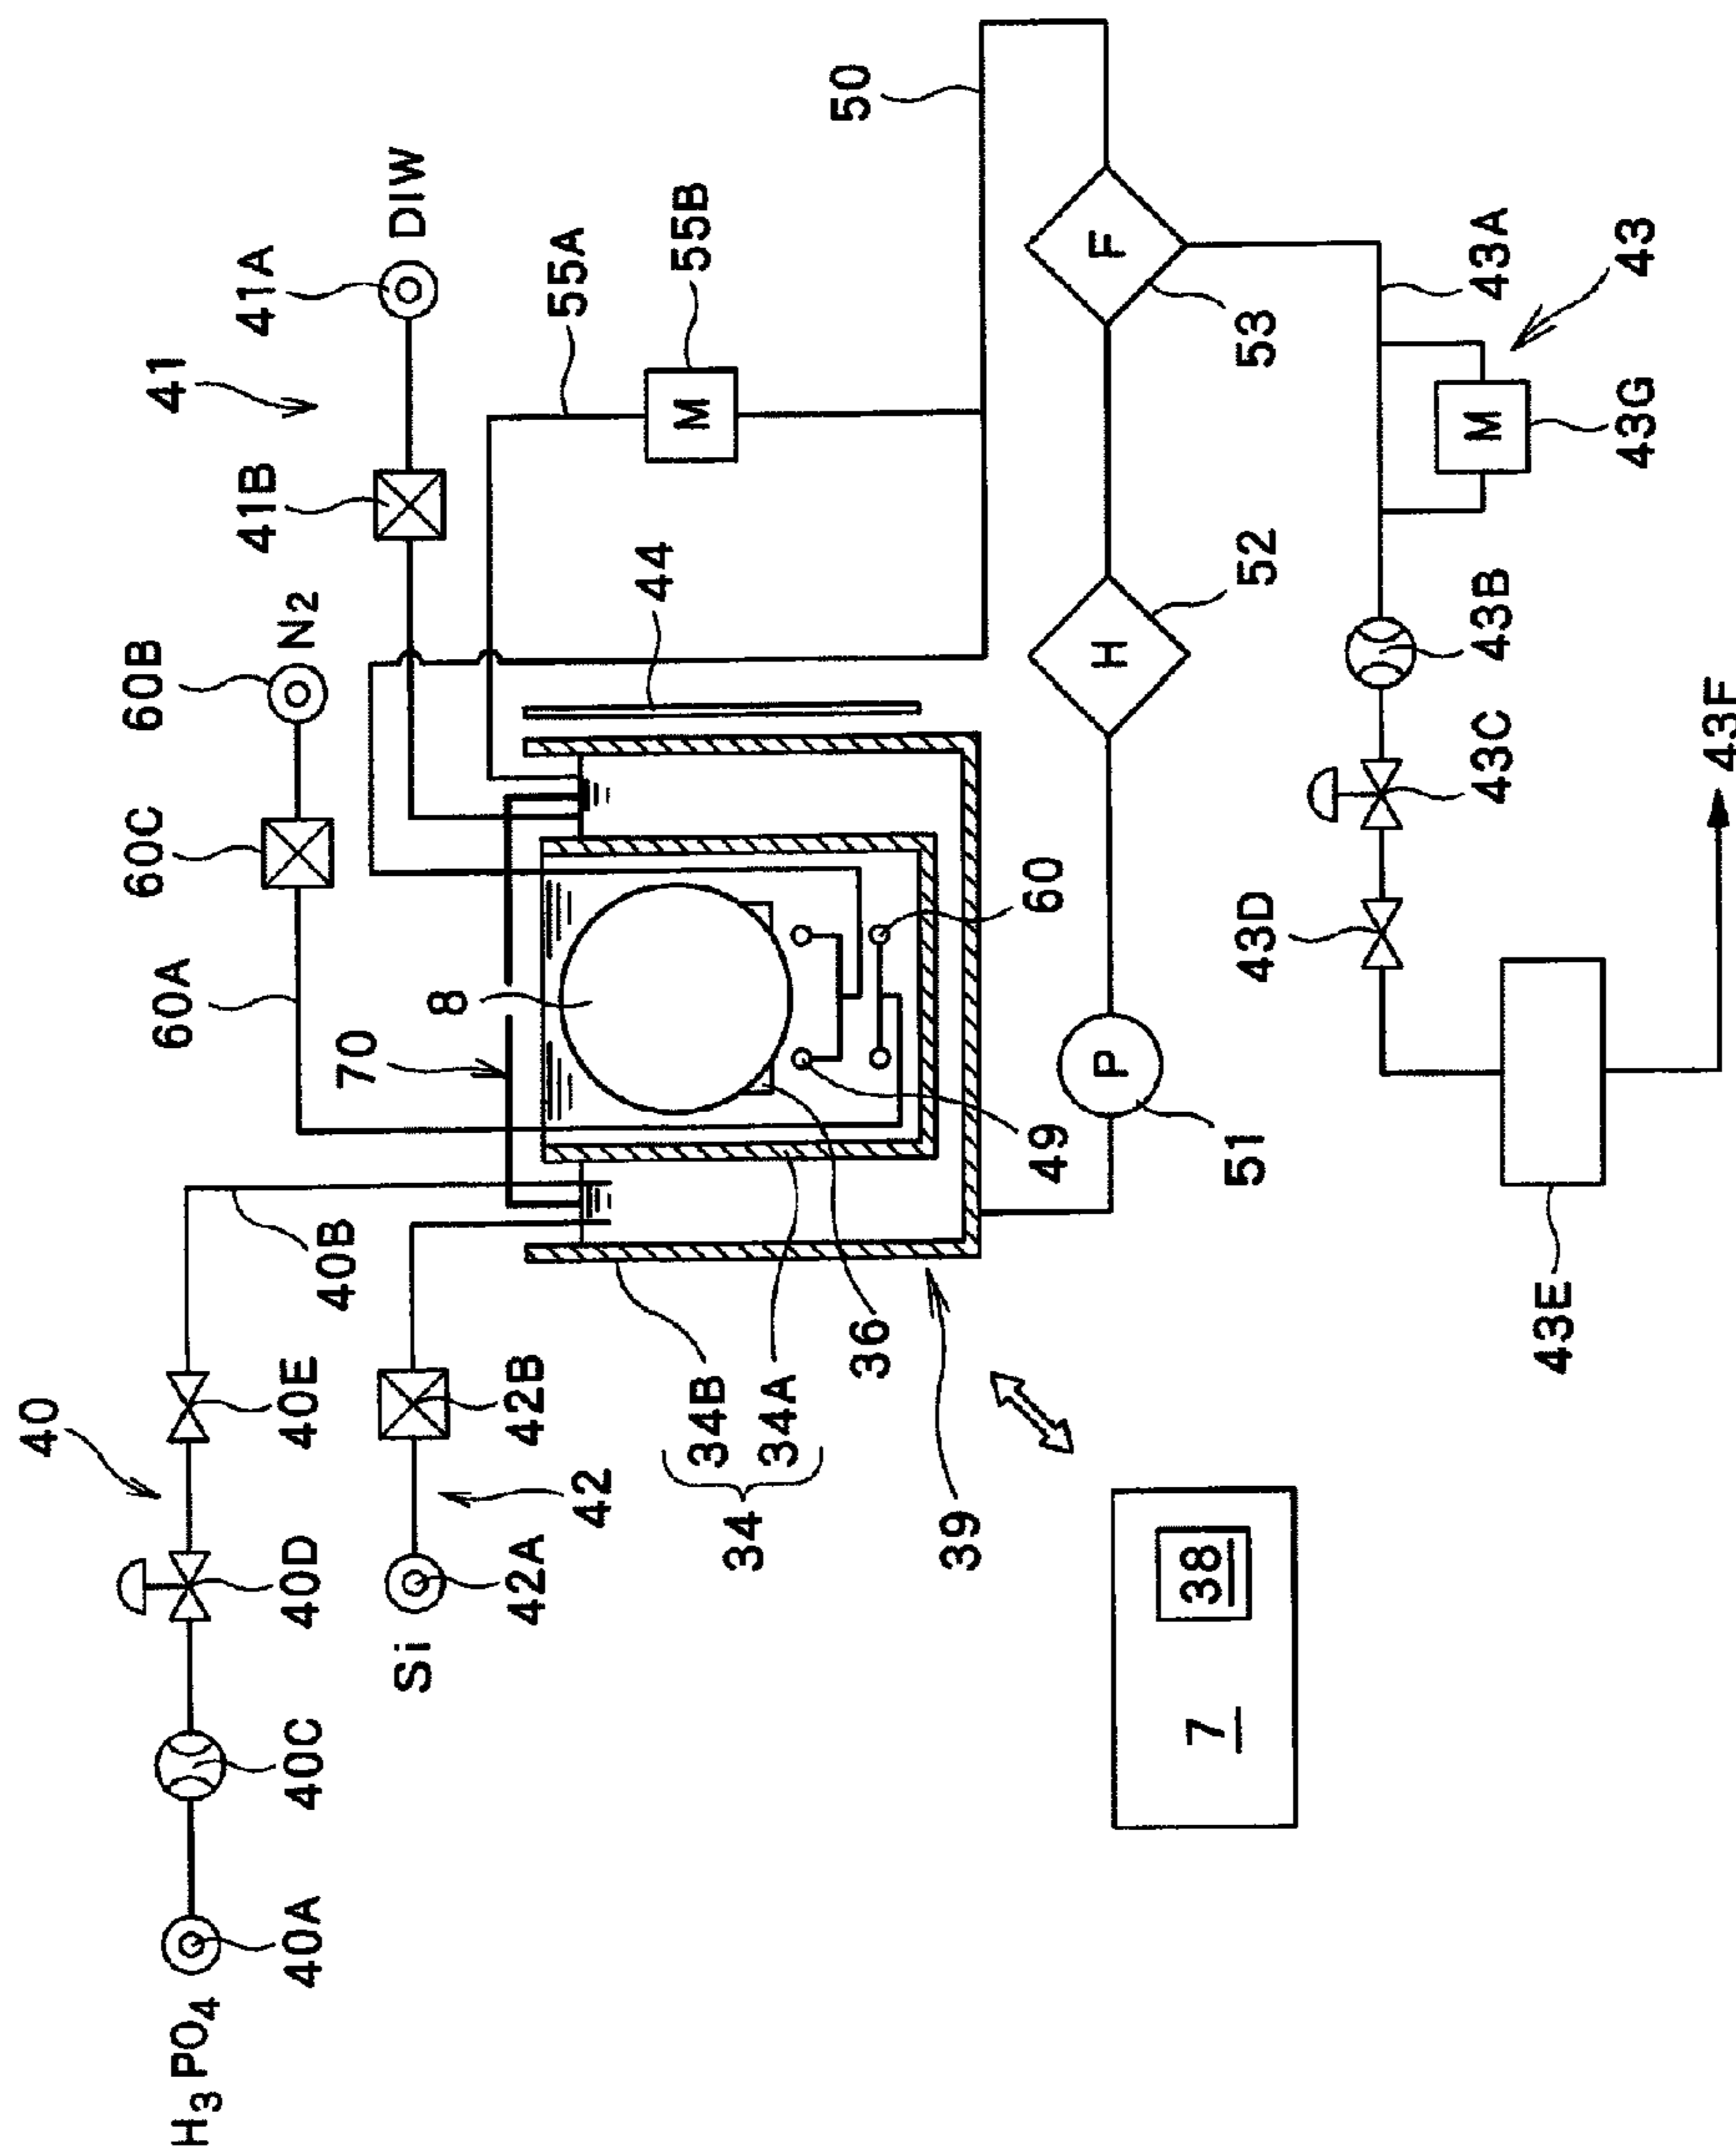 40
60C
60B
41
60A
H3PO4
41B
41A
40A
40C
40D
40E
N2
40B
70
Si
DIW
8
42A
42B
55A
42
44
M
55B
34B
34
34A
50
36
39
49
60
P
H
F
7
38
51
52
53
43D
M
43C
43B
43A
43E
43G
43
43F